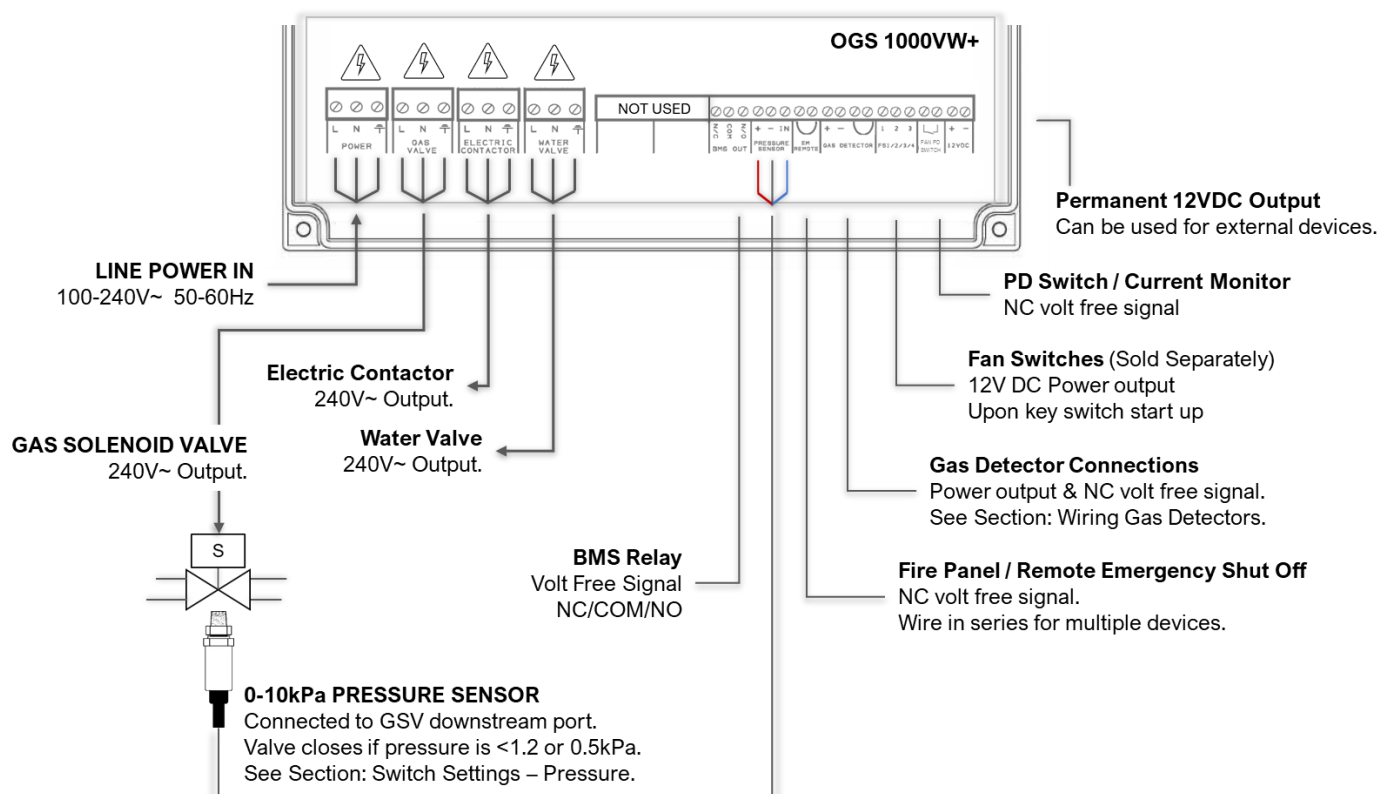 OGS 1000VW+
NOT USED
L N
POWER
L N
GAS
VALVE
L N
ELECTRIC
CONTACTOR
L N
WATER
VALVE
N/C COM N/O
BMS OUT
+ − IN
PRESSURE
SENSOR
EM
REMOTE
+ −
GAS DETECTOR
1 2 3
FS1/2/3/4
FAN PD
SWITCH
+ −
12VDC
Permanent 12VDC Output
Can be used for external devices.
LINE POWER IN
100-240V~ 50-60Hz
PD Switch / Current Monitor
NC volt free signal
Electric Contactor
240V~ Output.
Fan Switches (Sold Separately)
12V DC Power output
Upon key switch start up
GAS SOLENOID VALVE
240V~ Output.
Water Valve
240V~ Output.
Gas Detector Connections
Power output & NC volt free signal.
See Section: Wiring Gas Detectors.
S
BMS Relay
Volt Free Signal
NC/COM/NO
Fire Panel / Remote Emergency Shut Off
NC volt free signal.
Wire in series for multiple devices.
0-10kPa PRESSURE SENSOR
Connected to GSV downstream port.
Valve closes if pressure is <1.2 or 0.5kPa.
See Section: Switch Settings – Pressure.